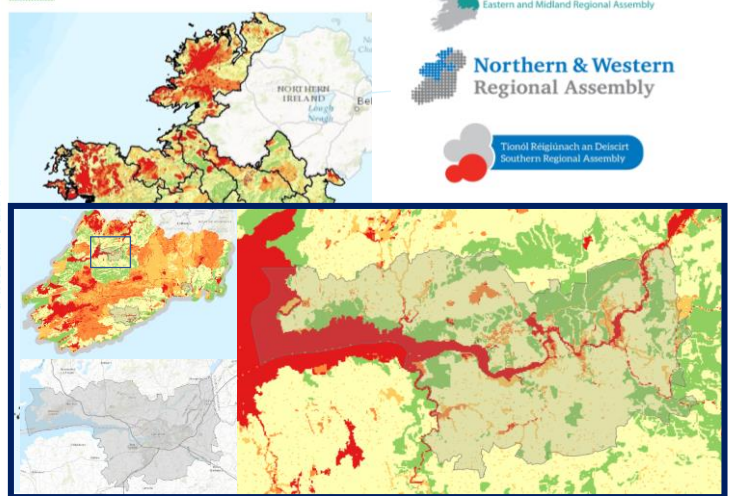 Eastern and Midland Regional Assembly
NORTHERN
IRELAND
Lough
Neagh
Northern & Western
Regional Assembly
Tionól Réigiúnach an Deiscirt
Southern Regional Assembly